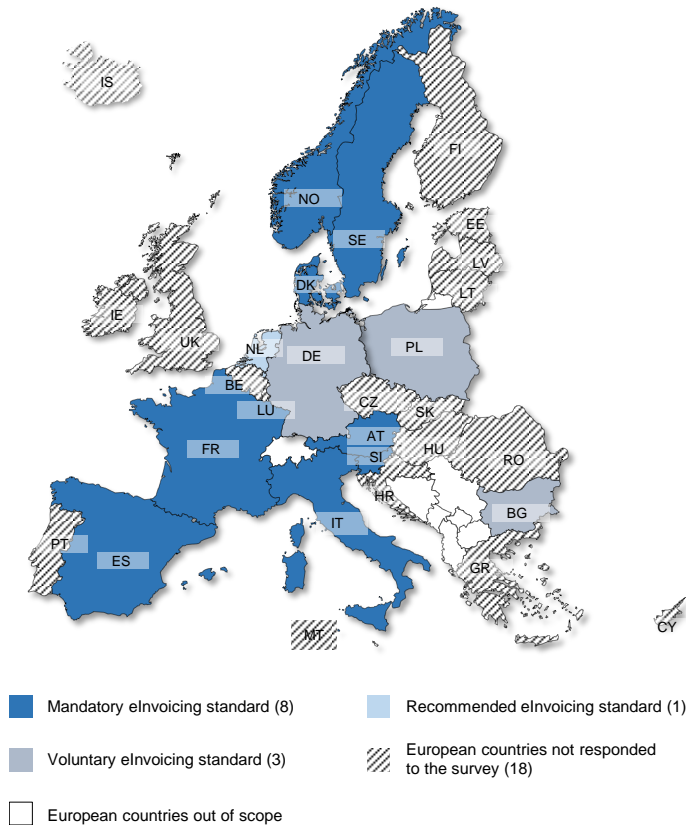 IS
FI
NO
EE
SE
LV
DK
LT
IE
UK
NL
DE
PL
BE
CZ
LU
SK
AT
FR
HU
SI
RO
HR
BG
IT
PT
ES
GR
MT
CY
Mandatory eInvoicing standard (8)
Recommended eInvoicing standard (1)
Voluntary eInvoicing standard (3)
European countries not responded
to the survey (18)
European countries out of scope